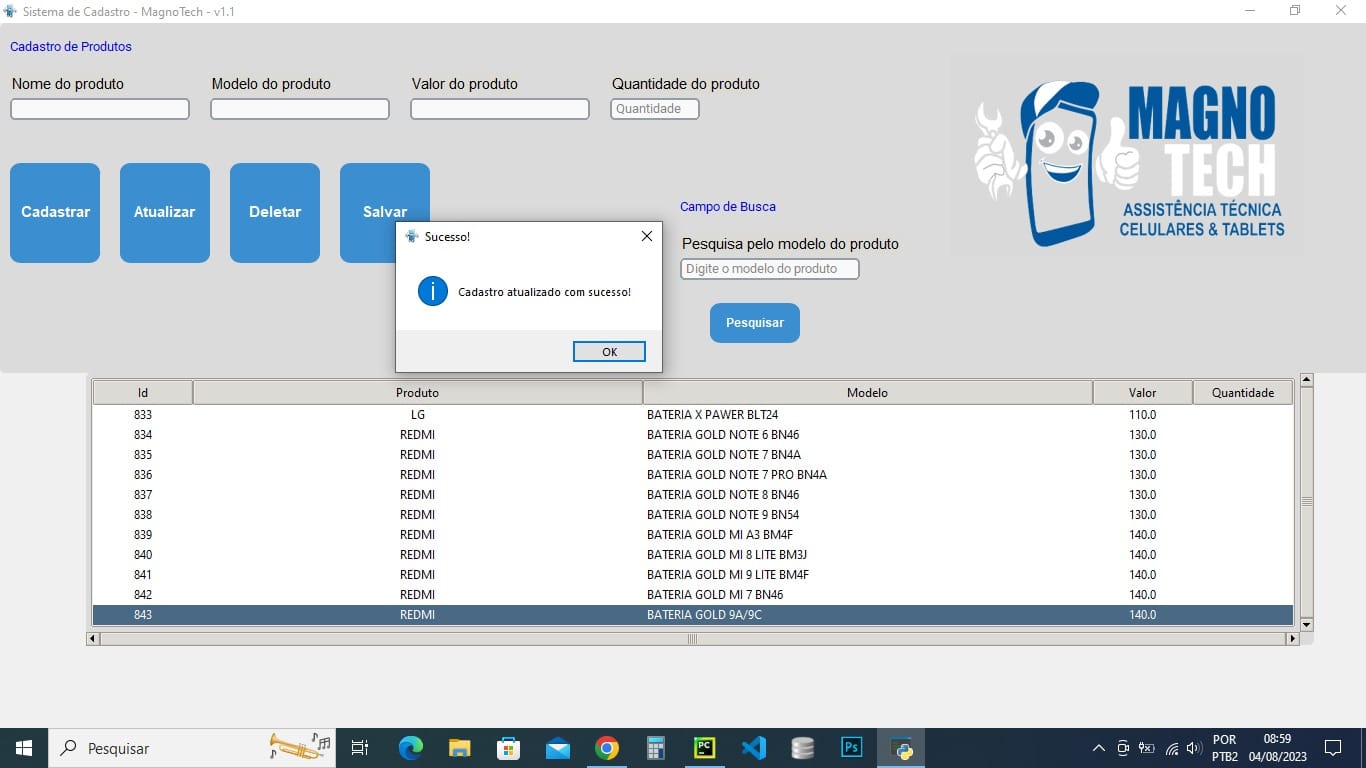 Sistema de Cadastro - MagnoTech - v1.1
Cadastro de Produtos
Nome do produto Modelo do produto Valor do produto Quantidade do produto
Quantidade
MAGNO
TECH
ASSISTÊNCIA TÉCNICA
CELULARES & TABLETS
Cadastrar Atualizar Deletar Salvar
Campo de Busca
Pesquisa pelo modelo do produto
Digite o modelo do produto
Pesquisar
Sucesso!
Cadastro atualizado com sucesso!
OK
Id Produto Modelo Valor Quantidade
833 LG BATERIA X PAWER BLT24 110.0
834 REDMI BATERIA GOLD NOTE 6 BN46 130.0
835 REDMI BATERIA GOLD NOTE 7 BN4A 130.0
836 REDMI BATERIA GOLD NOTE 7 PRO BN4A 130.0
837 REDMI BATERIA GOLD NOTE 8 BN46 130.0
838 REDMI BATERIA GOLD NOTE 9 BN54 130.0
839 REDMI BATERIA GOLD MI A3 BM4F 140.0
840 REDMI BATERIA GOLD MI 8 LITE BM3J 140.0
841 REDMI BATERIA GOLD MI 9 LITE BM4F 140.0
842 REDMI BATERIA GOLD MI 7 BN46 140.0
843 REDMI BATERIA GOLD 9A/9C 140.0
Pesquisar
PC
Ps
POR 08:59
PTB2 04/08/2023